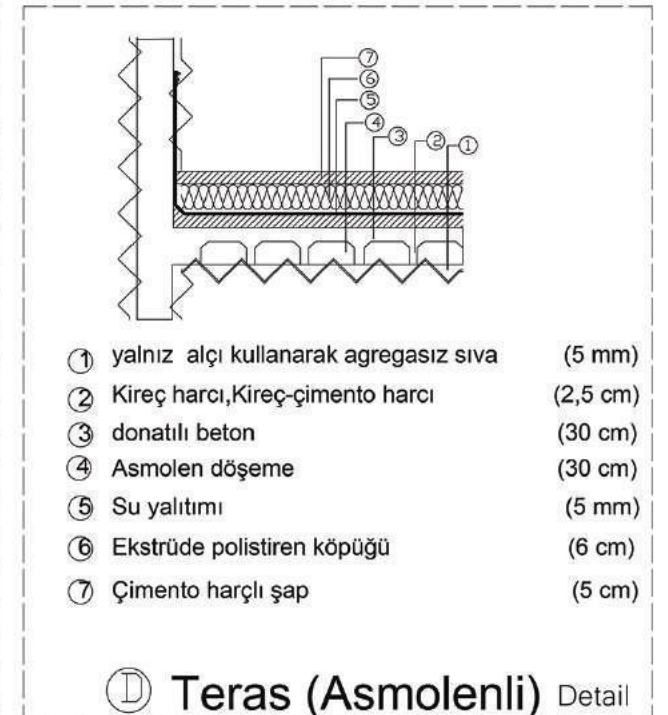 7
6
5
4
3
2
1
1 yalnız alçı kullanarak agregasız sıva (5 mm)
2 Kireç harcı,Kireç-çimento harcı (2,5 cm)
3 donatılı beton (30 cm)
4 Asmolen döşeme (30 cm)
5 Su yalıtımı (5 mm)
6 Ekstrüde polistiren köpüğü (6 cm)
7 Çimento harçlı şap (5 cm)
D Teras (Asmolenli) Detail